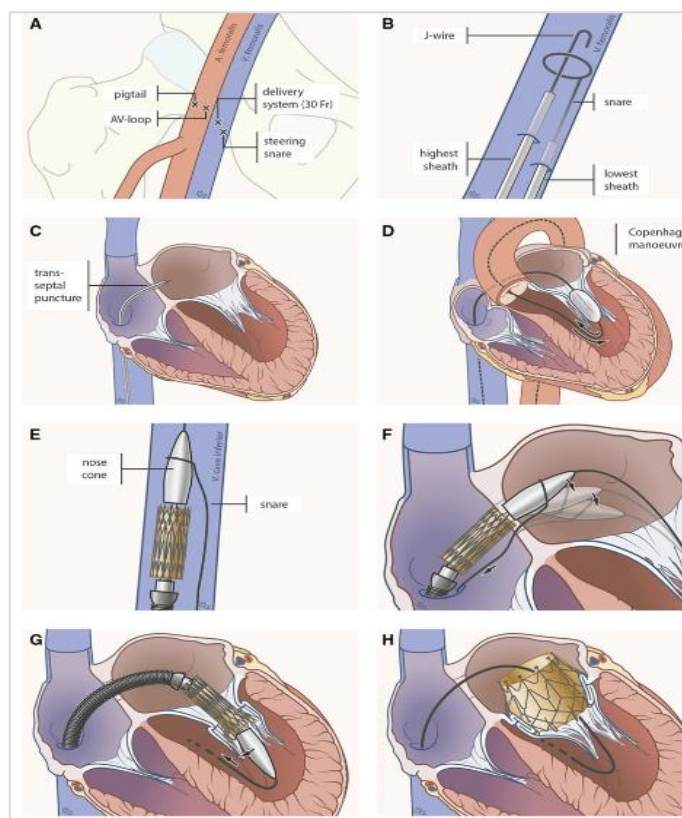 A
A. femoralis
V. femoralis
pigtail
AV-loop
delivery
system (30 Fr)
steering
snare
B
V. femoralis
J-wire
snare
highest
sheath
lowest
sheath
C
trans-
septal
puncture
D
Copenhag
manoeuvr
E
V. cava inferior
nose
cone
snare
F
G
H